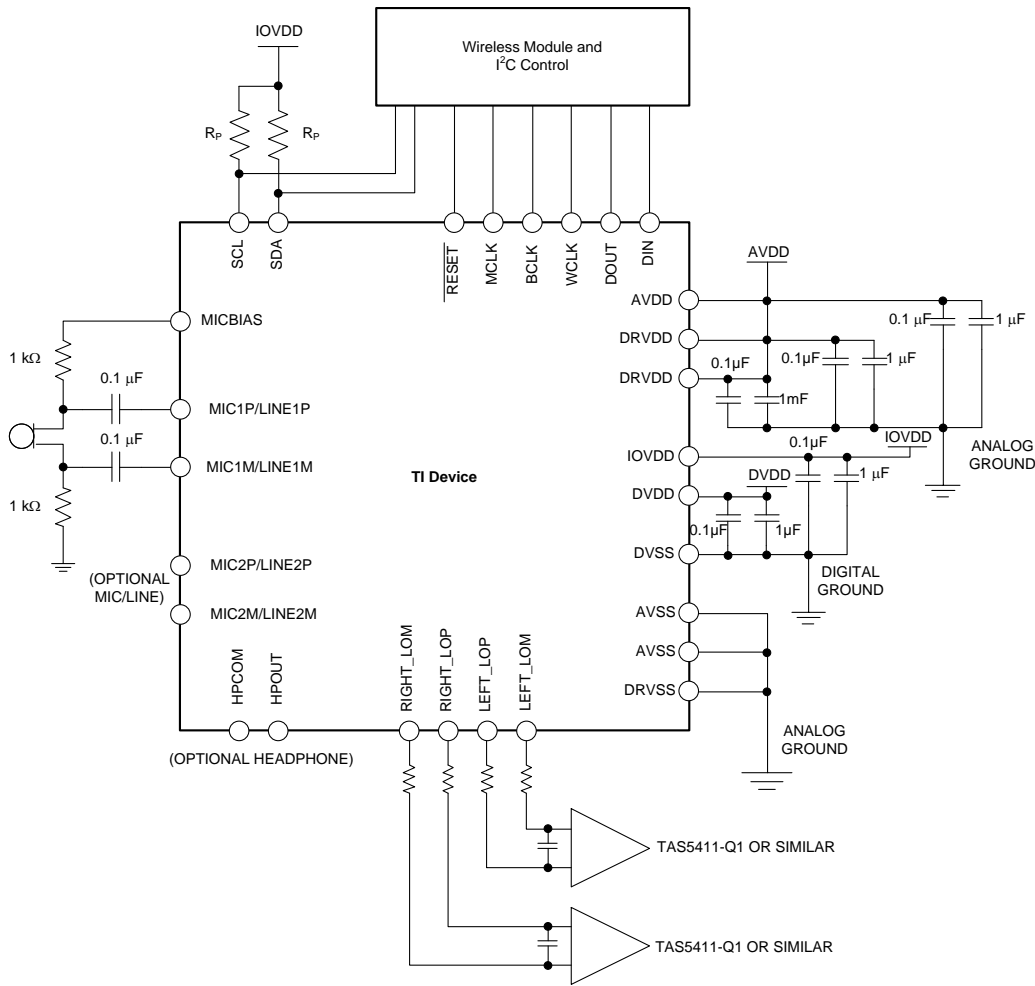 IOVDD
Wireless Module and
I²C Control
R_P
R_P
SCL
SDA
RESET
MCLK
BCLK
WCLK
DOUT
DIN
AVDD
MICBIAS
1 kΩ
0.1 μF
MIC1P/LINE1P
0.1 μF
MIC1M/LINE1M
1 kΩ
(OPTIONAL
MIC/LINE)
MIC2P/LINE2P
MIC2M/LINE2M
TI Device
AVDD
0.1 μF
1 μF
DRVDD
0.1μF
1 μF
DRVDD
0.1μF
1mF
ANALOG
GROUND
IOVDD
IOVDD
0.1μF
1 μF
DVDD
DVDD
0.1μF
1μF
DVSS
DIGITAL
GROUND
AVSS
AVSS
DRVSS
ANALOG
GROUND
HPCOM
HPOUT
(OPTIONAL HEADPHONE)
RIGHT_LOM
RIGHT_LOP
LEFT_LOP
LEFT_LOM
TAS5411-Q1 OR SIMILAR
TAS5411-Q1 OR SIMILAR